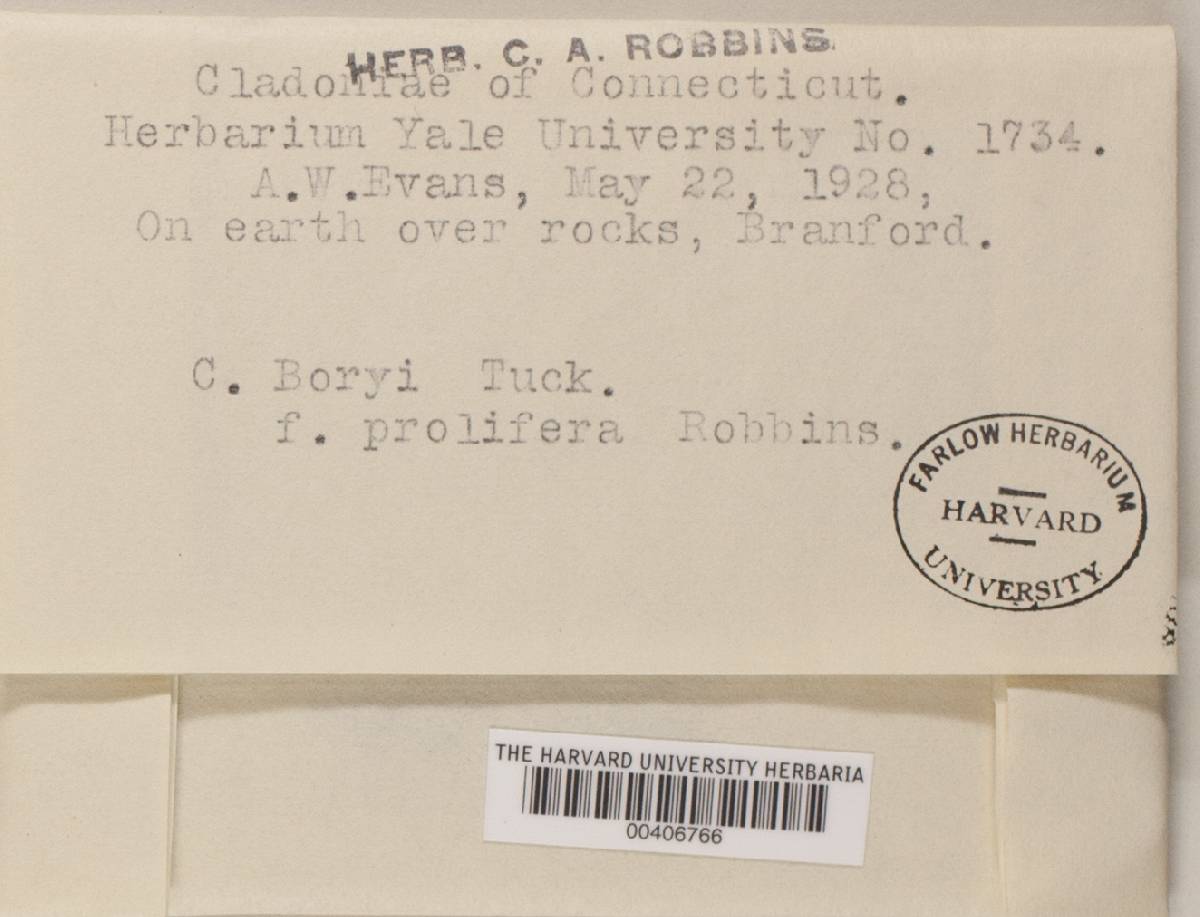 HERB. C. A. ROBBINS.
Cladoniae of Connecticut.
Herbarium Yale University No. 1734.
A.W.Evans, May 22, 1928,
On earth over rocks, Branford.
C. Boryi Tuck.
f. prolifera Robbins.
FARLOW HERBARIUM
HARVARD
UNIVERSITY
THE HARVARD UNIVERSITY HERBARIA
00406766